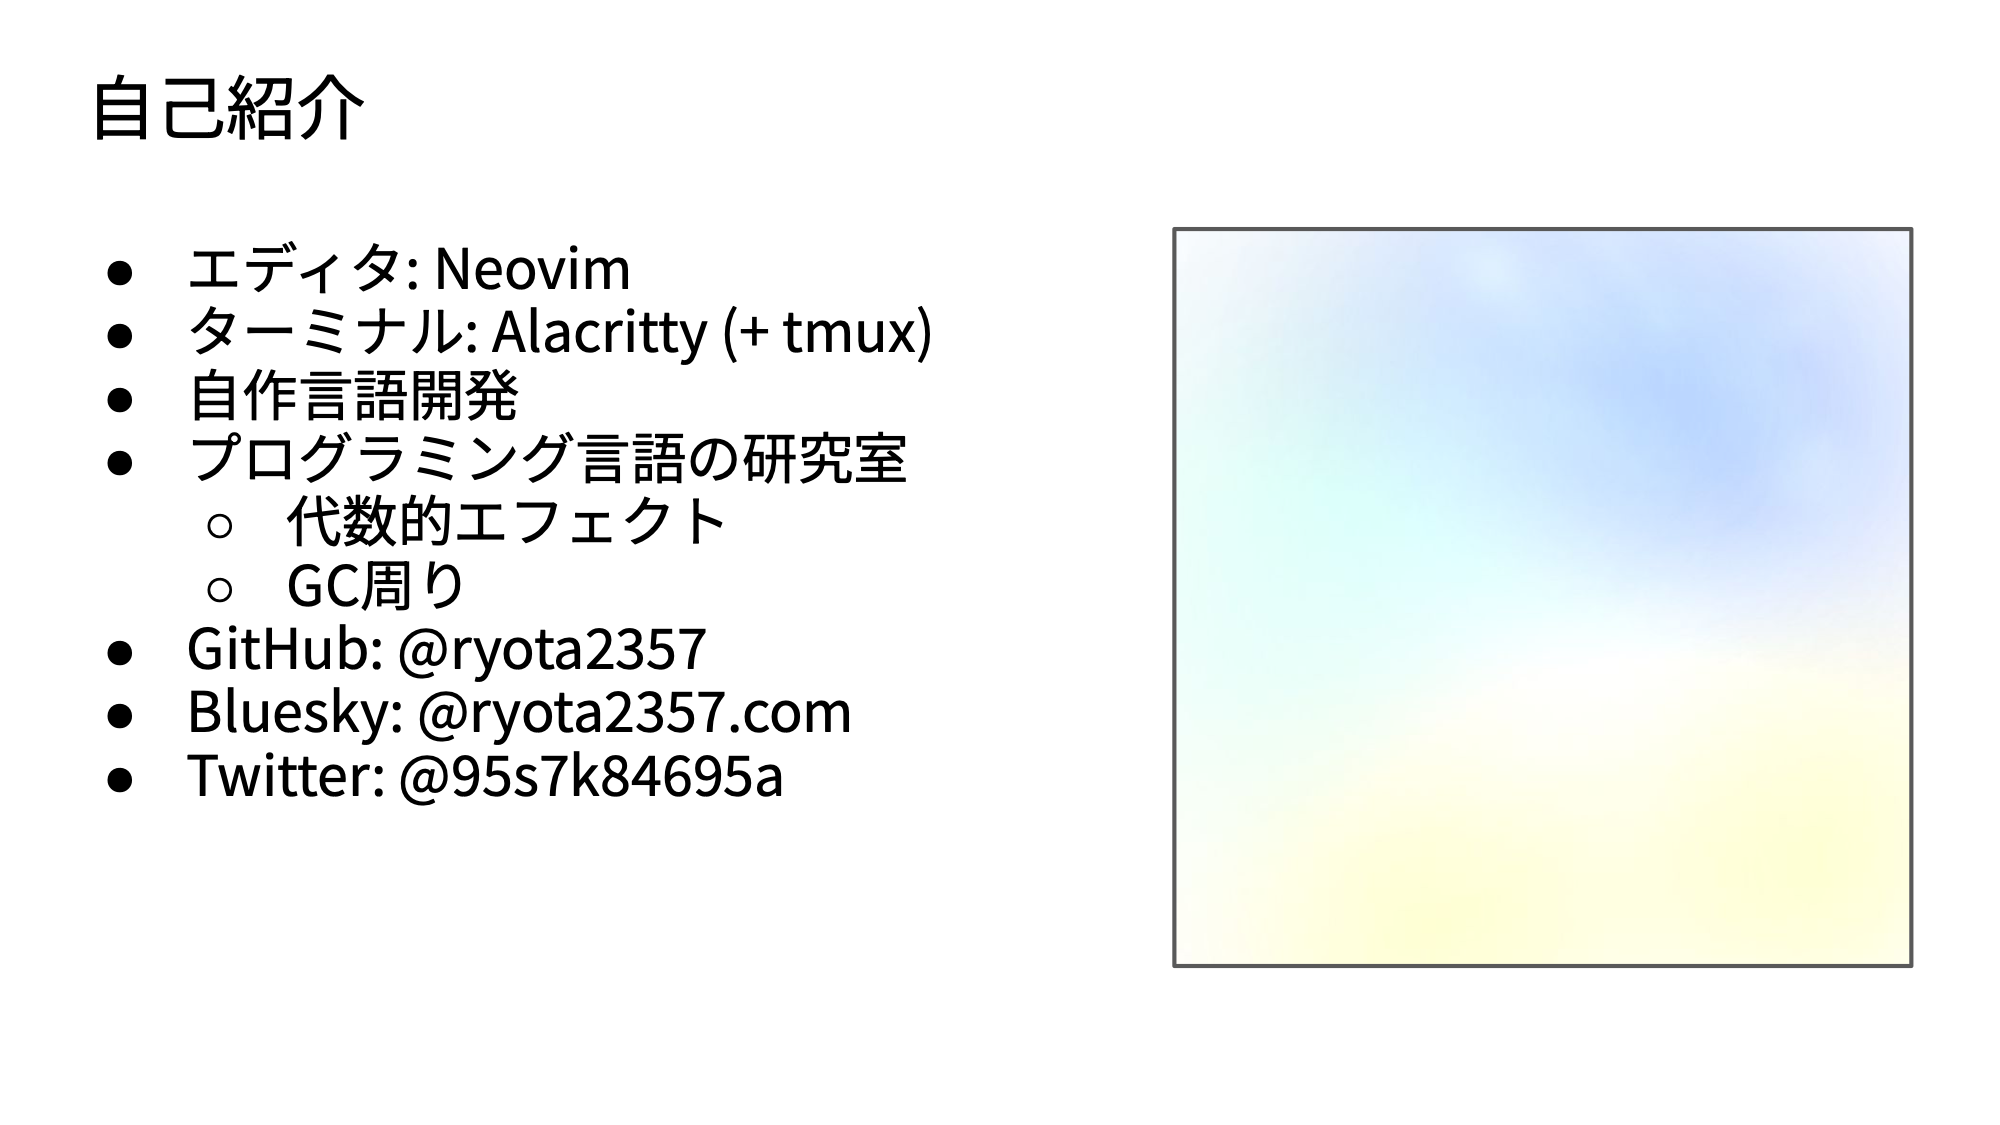 自己紹介
● エディタ: Neovim
● ターミナル: Alacritty (+ tmux)
● 自作言語開発
● プログラミング言語の研究室
○ 代数的エフェクト
○ GC周り
● GitHub: @ryota2357
● Bluesky: @ryota2357.com
● Twitter: @95s7k84695a